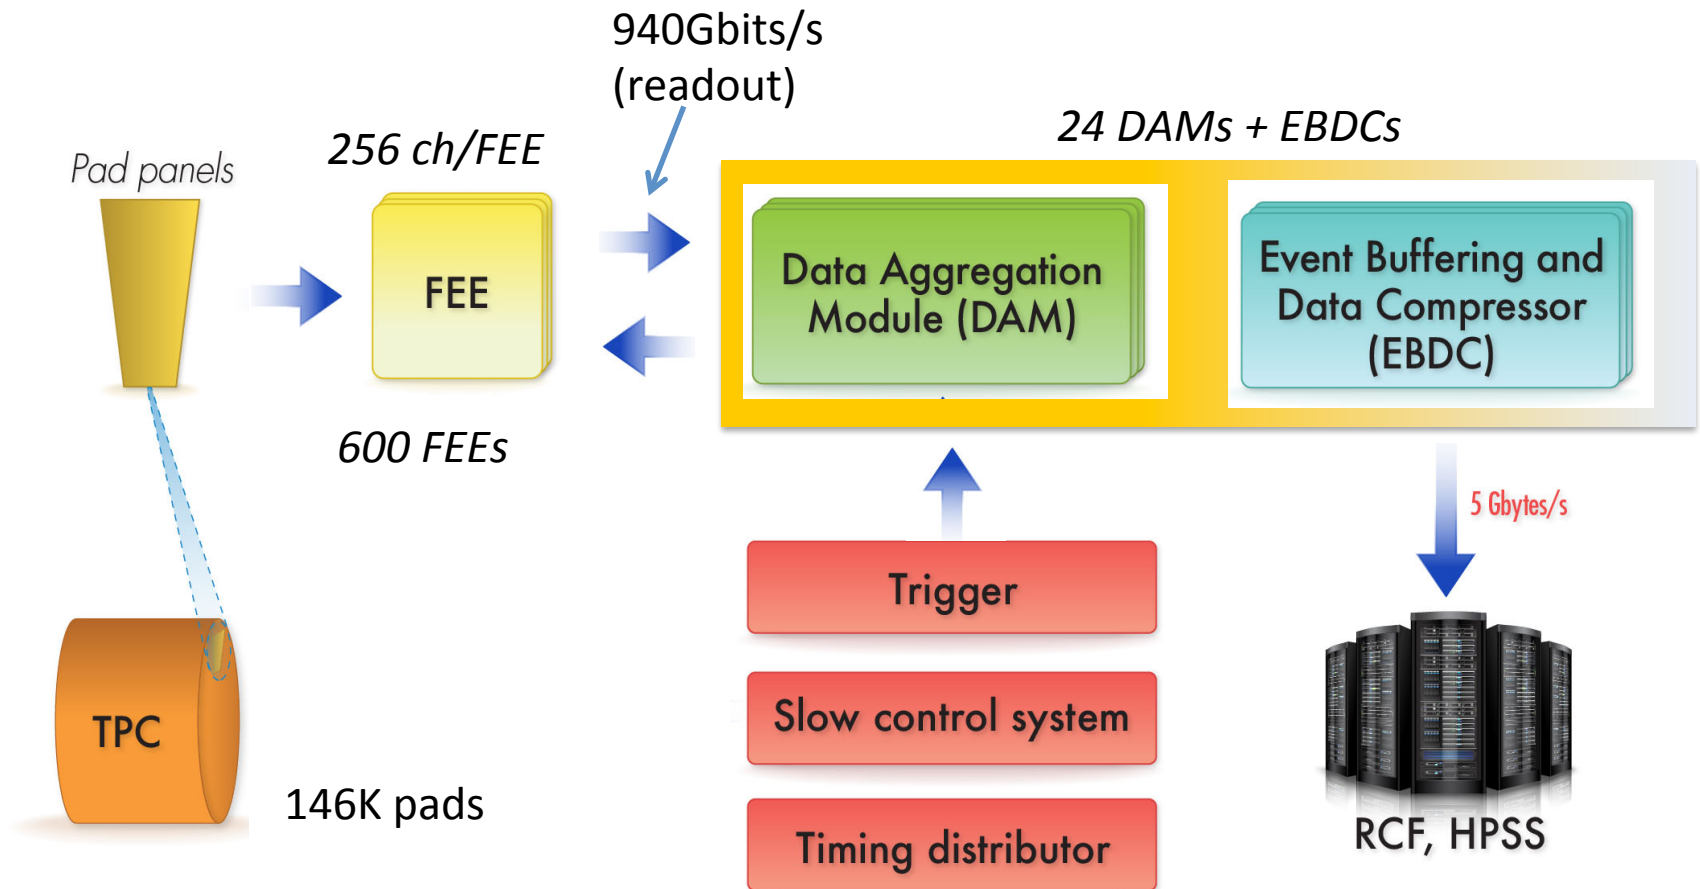 940Gbits/s
(readout)
24 DAMs + EBDCs
256 ch/FEE
Pad panels
FEE
Data Aggregation
Module (DAM)
Event Buffering and
Data Compressor
(EBDC)
600 FEEs
5 Gbytes/s
Trigger
Slow control system
TPC
146K pads
RCF, HPSS
Timing distributor